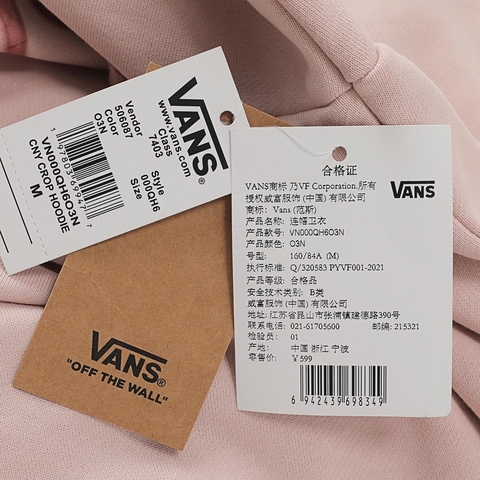 VANS
www.vans.com
Class
7403
Style
000QH6
Size
Vendor
506087
Color
O3N
VN000QH6O3N
CNY CROP HOODIE
M
VANS
"OFF THE WALL"
合格证
VANS商标 乃VF Corporation.所有
授权威富服饰 (中国) 有限公司
VANS
商标: Vans (范斯)
产品名称: 连帽卫衣
产品款号: VN000QH6O3N
产品颜色: O3N
号型: 160/84A (M)
执行标准: Q/320583 PYVF001-2021
产品等级: 合格品
安全技术类别: B类
威富服饰 (中国) 有限公司
地址: 江苏省昆山市张浦镇建德路390号
联系电话: 021-61705600 邮编: 215321
检验员: 01
产地: 中国 浙江 宁波
零售价: ￥599
6 942439 698349